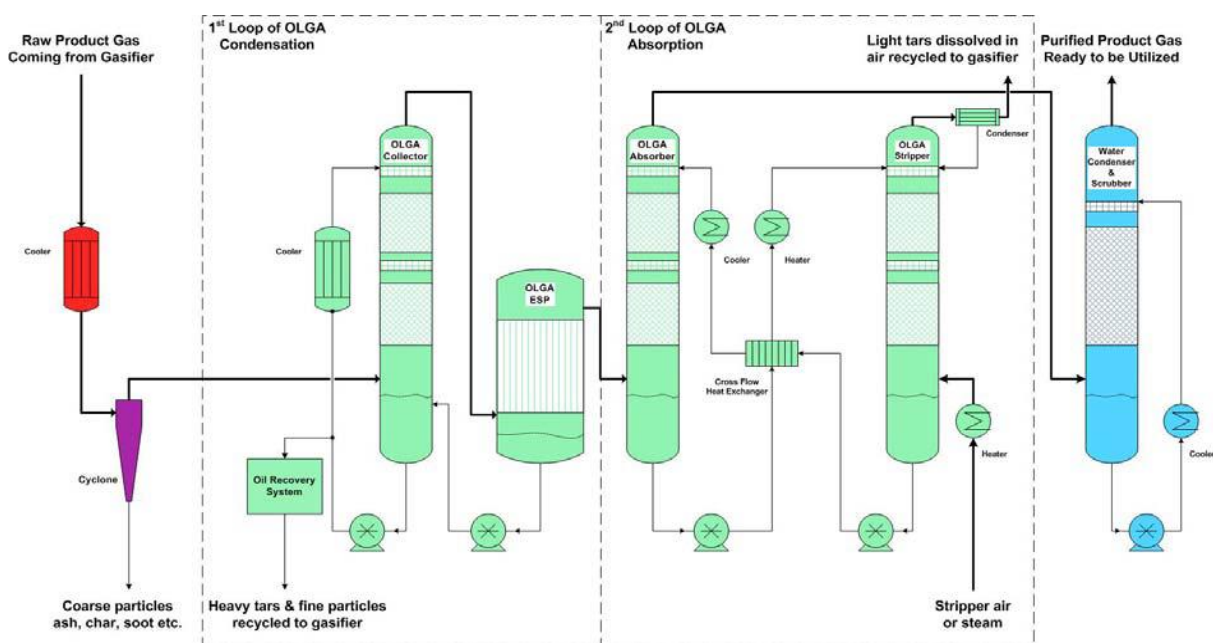 Raw Product Gas
Coming from Gasifier
1st Loop of OLGA
Condensation
2nd Loop of OLGA
Absorption
Light tars dissolved in
air recycled to gasifier
Purified Product Gas
Ready to be Utilized
Condenser
OLGA
Collector
OLGA
Absorber
OLGA
Stripper
Water
Condenser
&
Scrubber
Cooler
Cooler
Cooler
Heater
OLGA
ESP
Cross Flow
Heat Exchanger
Cyclone
Oil Recovery
System
Heater
Cooler
Coarse particles
ash, char, soot etc.
Heavy tars & fine particles
recycled to gasifier
Stripper air
or steam